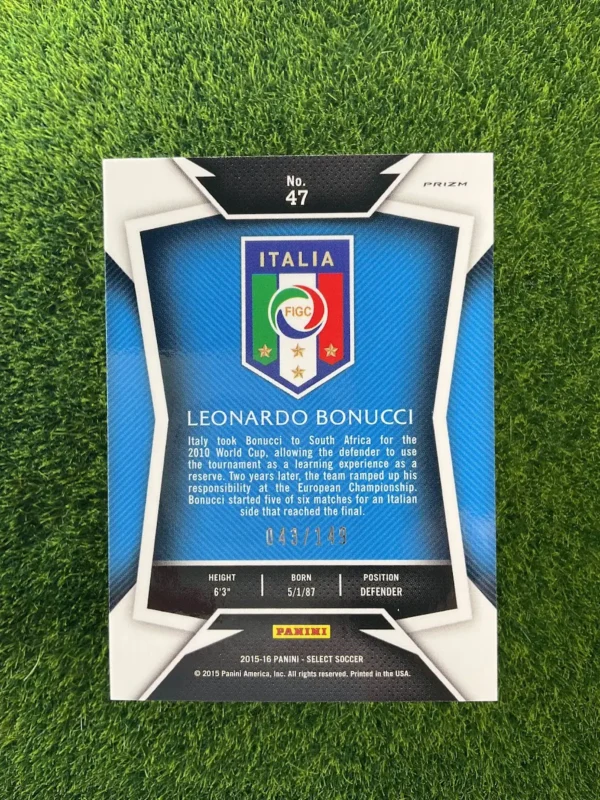 No.
47
PRIZM
ITALIA
FIGC
LEONARDO BONUCCI
Italy took Bonucci to South Africa for the
2010 World Cup, allowing the defender to use
the tournament as a learning experience as a
reserve. Two years later, the team ramped up his
responsibility at the European Championship.
Bonucci started five of six matches for an Italian
side that reached the final.
043/149
HEIGHT BORN POSITION
6'3" 5/1/87 DEFENDER
PANINI
2015-16 PANINI - SELECT SOCCER
© 2015 Panini America, Inc. All rights reserved. Printed in the USA.